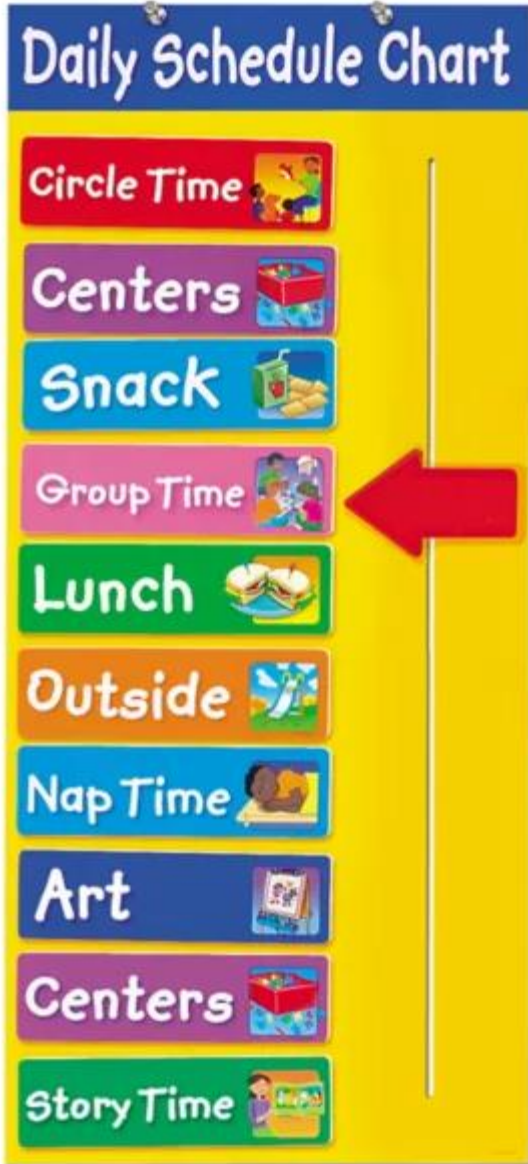 Daily Schedule Chart
Circle Time
Centers
Snack
Group Time
Lunch
Outside
Nap Time
Art
Centers
Story Time